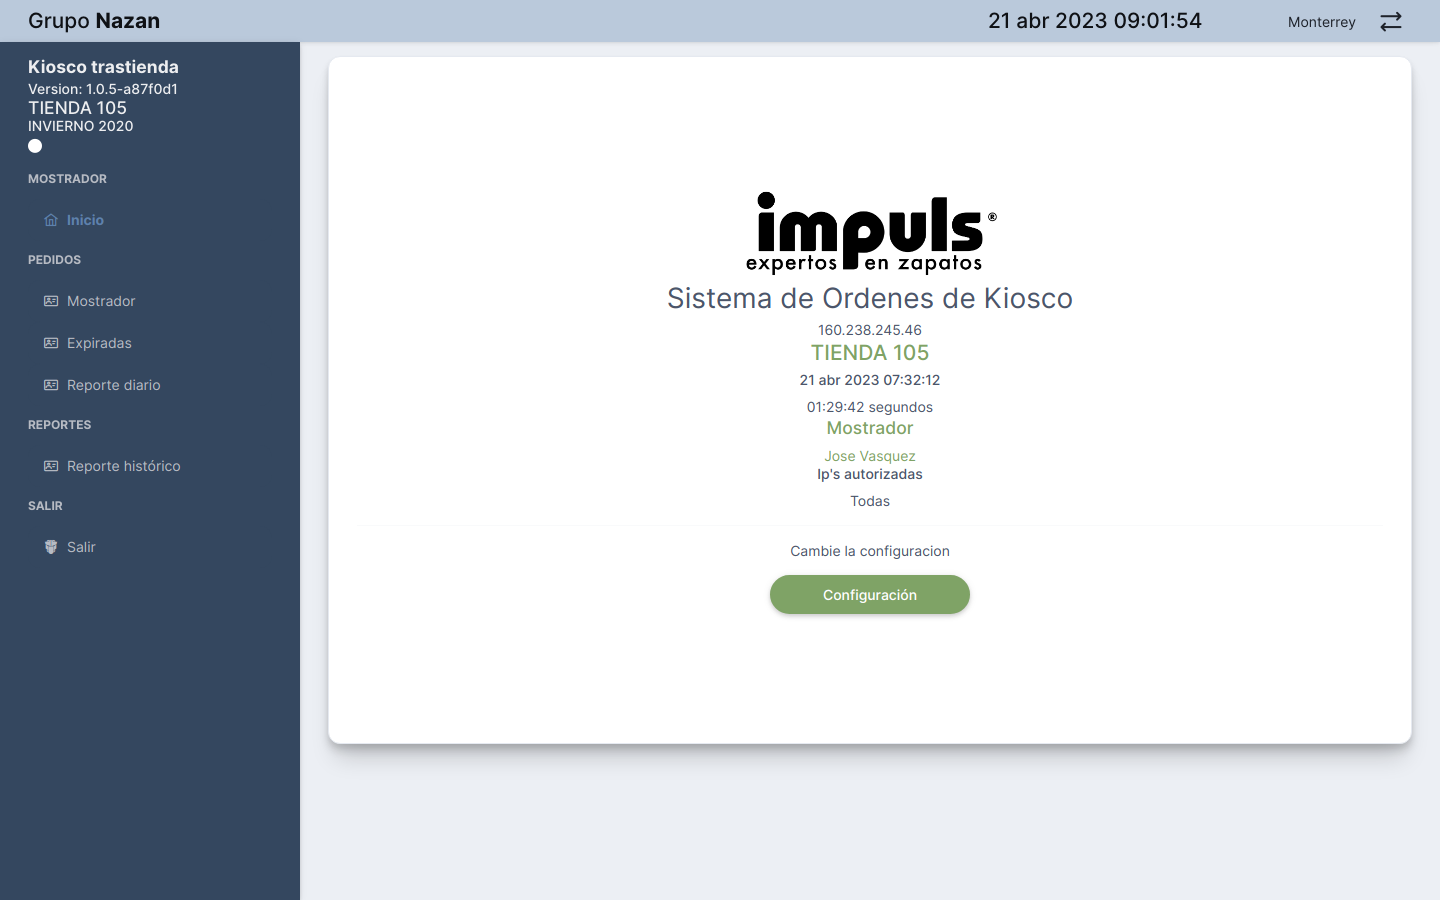 Grupo Nazan
21 abr 2023 09:01:54
Monterrey
Kiosco trastienda
Version: 1.0.5-a87f0d1
TIENDA 105
INVIERNO 2020
MOSTRADOR
Inicio
PEDIDOS
Mostrador
Expiradas
Reporte diario
REPORTES
Reporte histórico
SALIR
Salir
impuls®
expertos en zapatos
Sistema de Ordenes de Kiosco
160.238.245.46
TIENDA 105
21 abr 2023 07:32:12
01:29:42 segundos
Mostrador
Jose Vasquez
Ip's autorizadas
Todas
Cambie la configuracion
Configuración